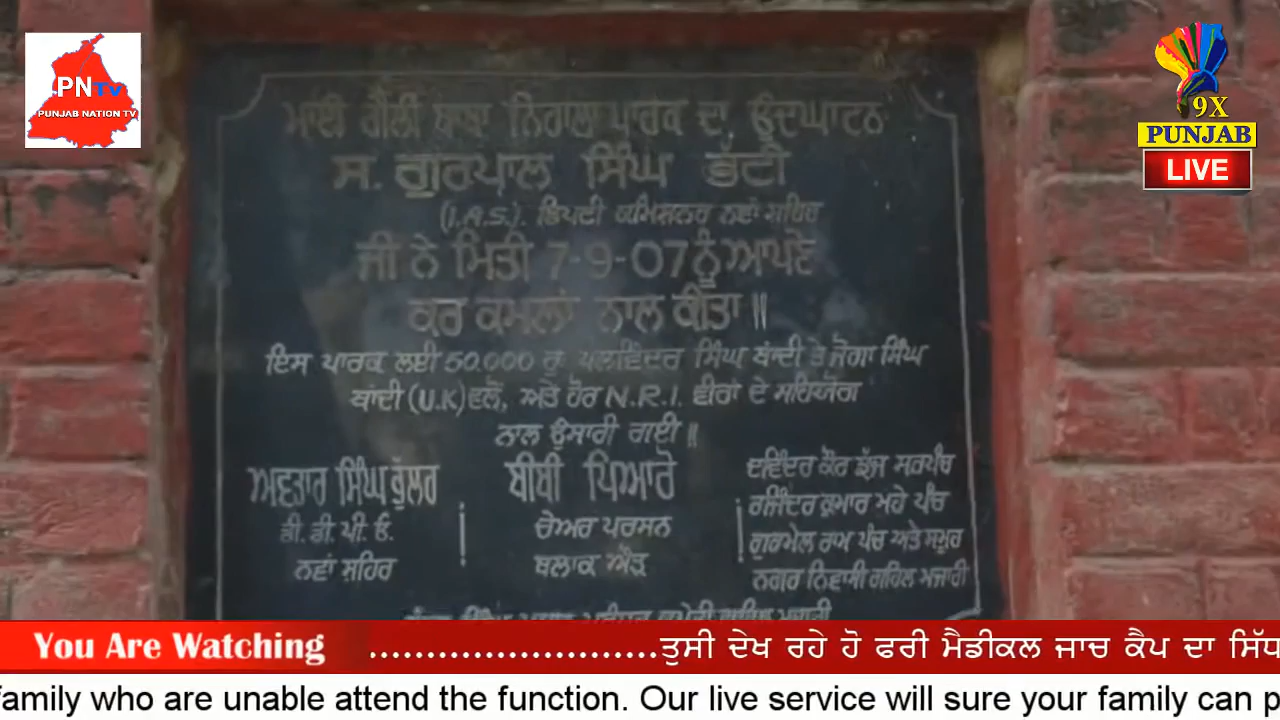 PNTv
PUNJAB NATION TV
9X
PUNJAB
LIVE
ਮਾਈ ਗੈਲੀ ਬਾਬਾ ਨਿਰਾਲਾ ਪਾਰਕ ਦਾ ਉਦਘਾਟਨ
ਸ. ਗੁਰਪਾਲ ਸਿੰਘ ਭੱਟੀ
(I.A.S). ਡਿਪਟੀ ਕਮਿਸ਼ਨਰ ਨਵਾਂ ਸ਼ਹਿਰ
ਜੀ ਨੇ ਮਿਤੀ 7-9-07 ਨੂੰ ਆਪਣੇ
ਕਰ ਕਮਲਾਂ ਨਾਲ ਕੀਤਾ॥
ਇਸ ਪਾਰਕ ਲਈ 50.000 ਰੁ ਪਲਵਿੰਦਰ ਸਿੰਘ ਥਾਂਦੀ ਤੇ ਜੋਗਾ ਸਿੰਘ
ਥਾਂਦੀ (U.K) ਵਲੋਂ, ਅਤੇ ਹੋਰ N.R.I. ਵੀਰਾਂ ਦੇ ਸਹਿਯੋਗ
ਨਾਲ ਉਸਾਰੀ ਗਈ॥
ਅਵਤਾਰ ਸਿੰਘ ਭੁੱਲਰ
ਡੀ. ਡੀ. ਪੀ. ਓ.
ਨਵਾਂ ਸ਼ਹਿਰ
ਬੀਬੀ ਪਿਆਰੋ
ਚੇਅਰ ਪਰਸਨ
ਬਲਾਕ ਔੜ
ਦਵਿੰਦਰ ਕੌਰ ਝੁੱਜ ਸਰਪੰਚ
ਰਜਿੰਦਰ ਕੁਮਾਰ ਮਹੇ ਪੰਚ
ਗੁਰਮੇਲ ਰਾਮ ਪੰਚ ਅਤੇ ਸਮੂਹ
ਨਗਰ ਨਿਵਾਸੀ ਗਹਿਲ ਮਜਾਰੀ
You Are Watching
.........................ਤੁਸੀ ਦੇਖ ਰਹੇ ਹੋ ਫਰੀ ਮੈਡੀਕਲ ਜਾਚ ਕੈਪ ਦਾ ਸਿੱਧ
family who are unable attend the function. Our live service will sure your family can p